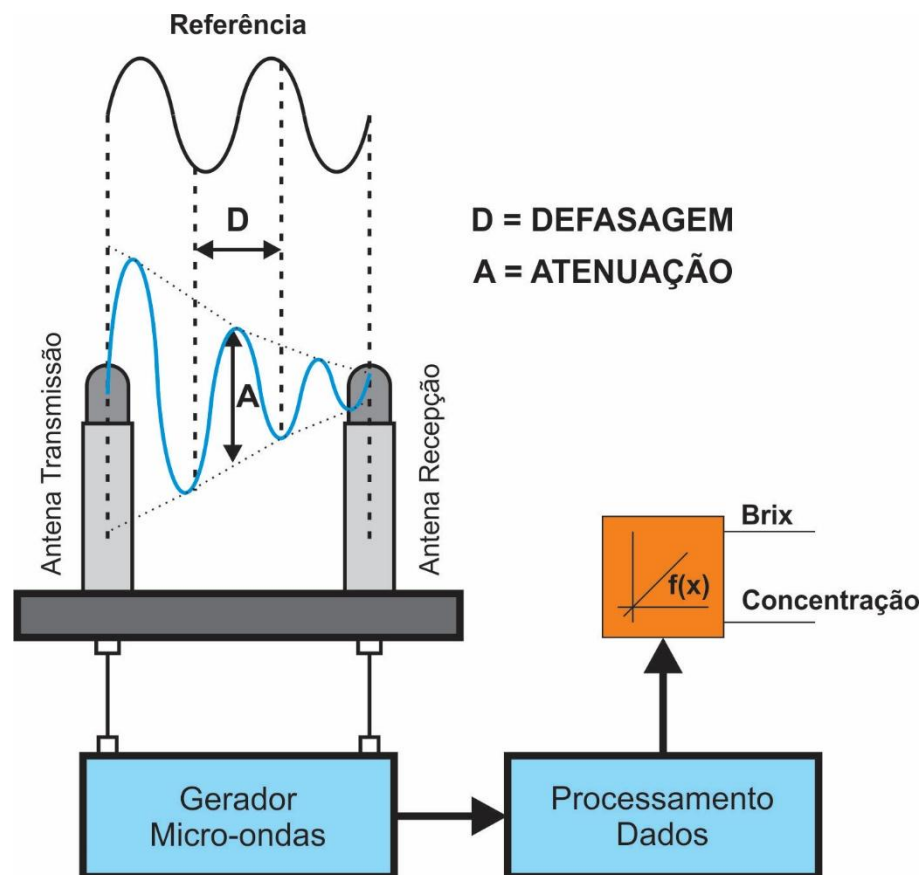 Referência
D
D = DEFASAGEM
A = ATENUAÇÃO
Antena Transmissão
A
Antena Recepção
Brix
f(x)
Concentração
Gerador
Micro-ondas
Processamento
Dados